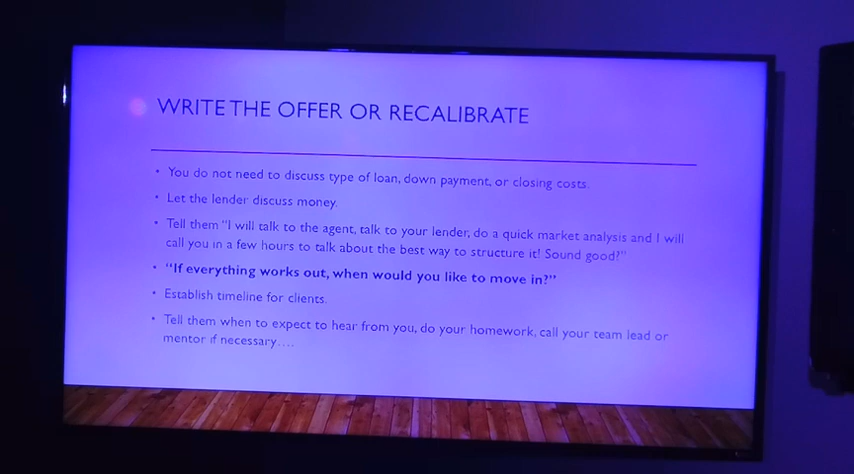 WRITE THE OFFER OR RECALIBRATE
• You do not need to discuss type of loan, down payment, or closing costs.
• Let the lender discuss money.
• Tell them "I will talk to the agent, talk to your lender, do a quick market analysis and I will
call you in a few hours to talk about the best way to structure it! Sound good?"
• "If everything works out, when would you like to move in?"
• Establish timeline for clients.
• Tell them when to expect to hear from you, do your homework, call your team lead or
mentor if necessary….